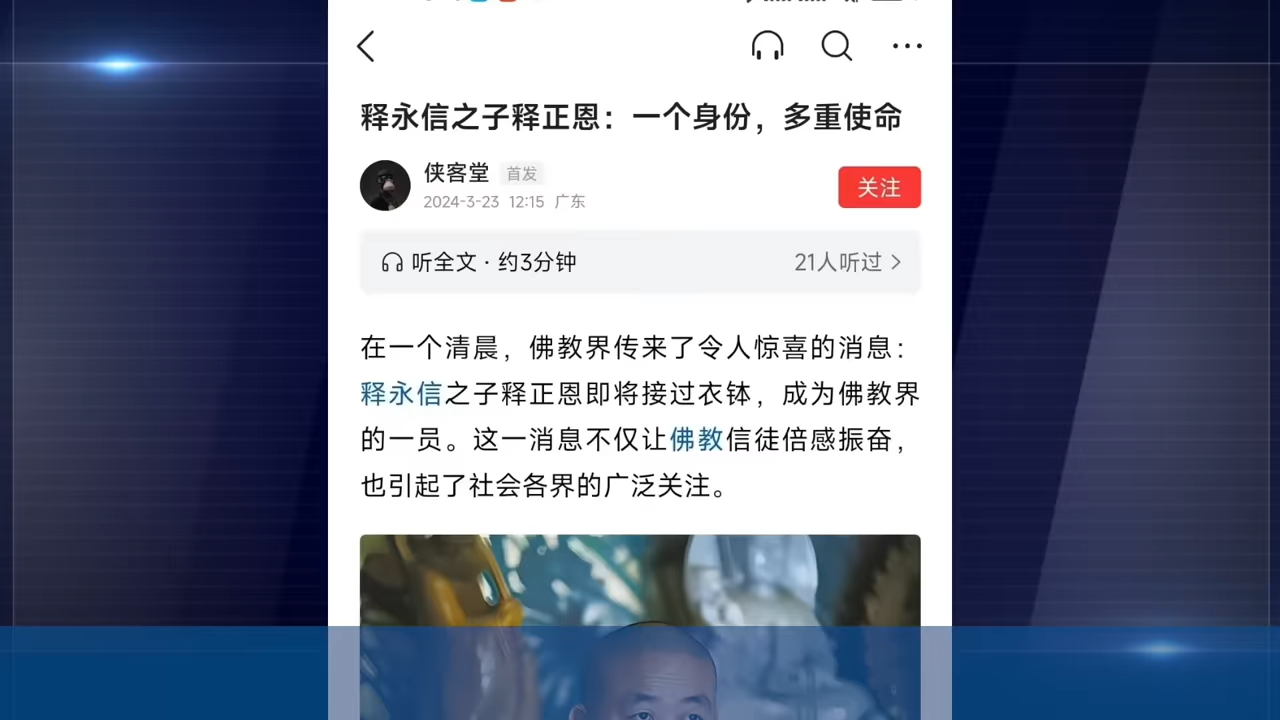 释永信之子释正恩：一个身份，多重使命
侠客堂 首发
2024-3-23 12:15 广东
关注
听全文·约3分钟
21人听过
在一个清晨，佛教界传来了令人惊喜的消息：
释永信之子释正恩即将接过衣钵，成为佛教界
的一员。这一消息不仅让佛教信徒倍感振奋，
也引起了社会各界的广泛关注。